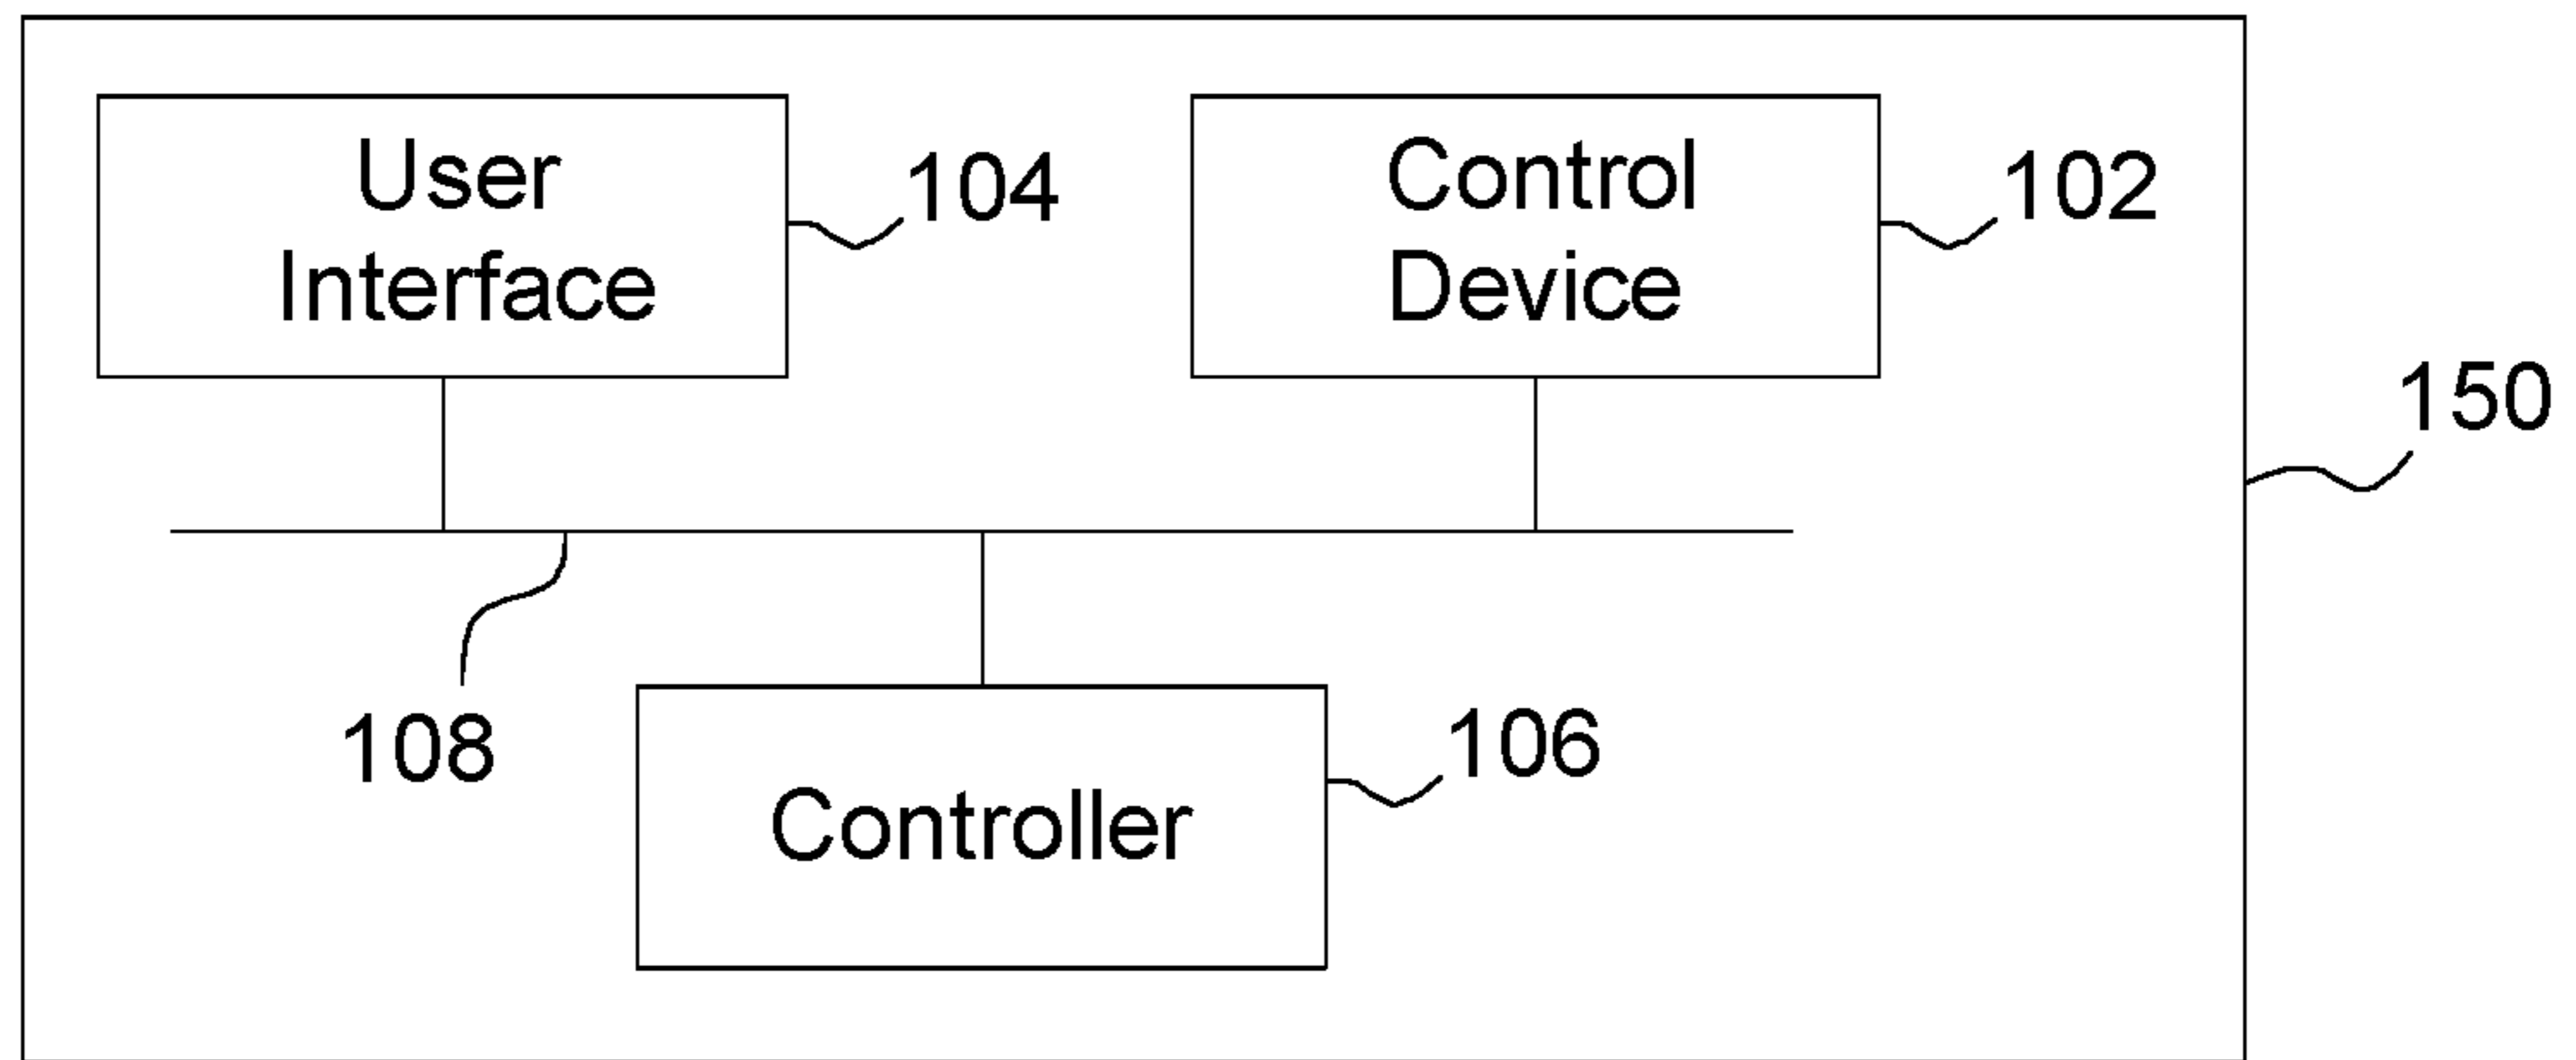 User
Interface
104
Control
Device
102
150
108
Controller
106